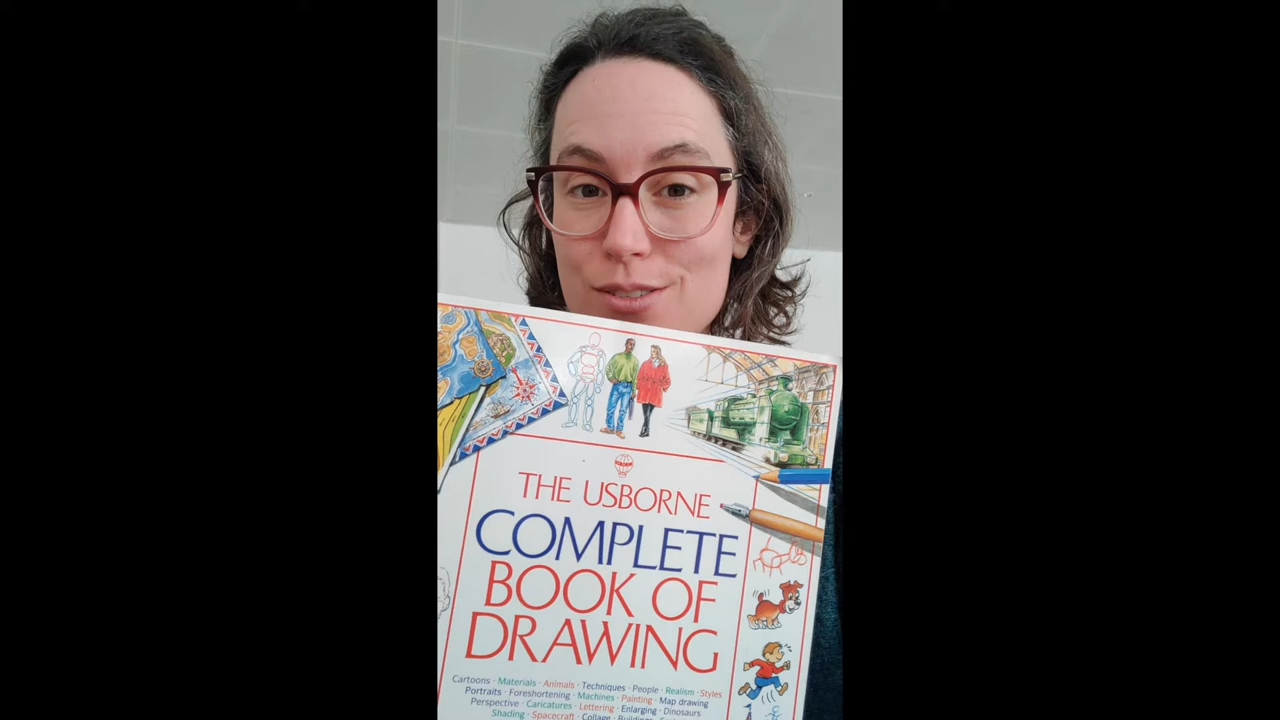 THE USBORNE
COMPLETE
BOOK OF
DRAWING
Cartoons · Materials · Animals · Techniques · People · Realism · Styles
Portraits · Foreshortening · Machines · Painting · Map drawing
Perspective · Caricatures · Lettering · Enlarging · Dinosaurs
Shading · Spacecraft · Collage · Buildings